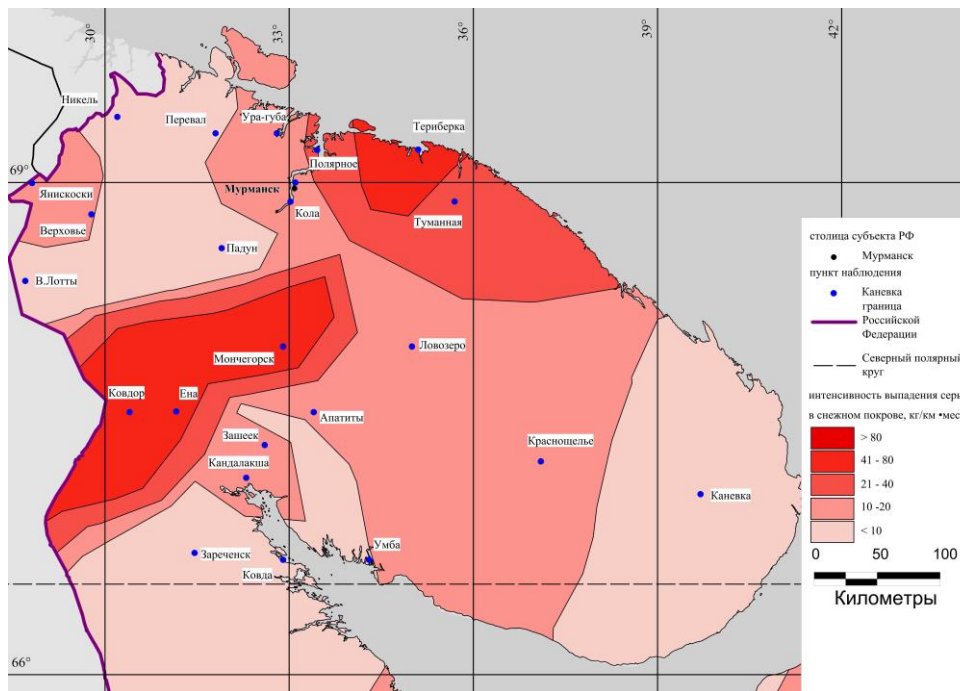 30°
33°
36°
39°
42°
Никель
Перевал
Ура-губа
Териберка
Полярное
69°
Янискоски
Мурманск
Кола
Туманная
Верховье
Падун
В.Лотты
Мончегорск
Ловозеро
Ковдор
Ена
Апатиты
Зашеек
Краснощелье
Кандалакша
Каневка
Зареченск
Умба
Ковда
66°
столица субъекта РФ
Мурманск
пункт наблюдения
Каневка
граница
Российской
Федерации
Северный полярный
круг
интенсивность выпадения серы
в снежном покрове, кг/км •мес
> 80
41 - 80
21 - 40
10 -20
< 10
0 50 100
Километры